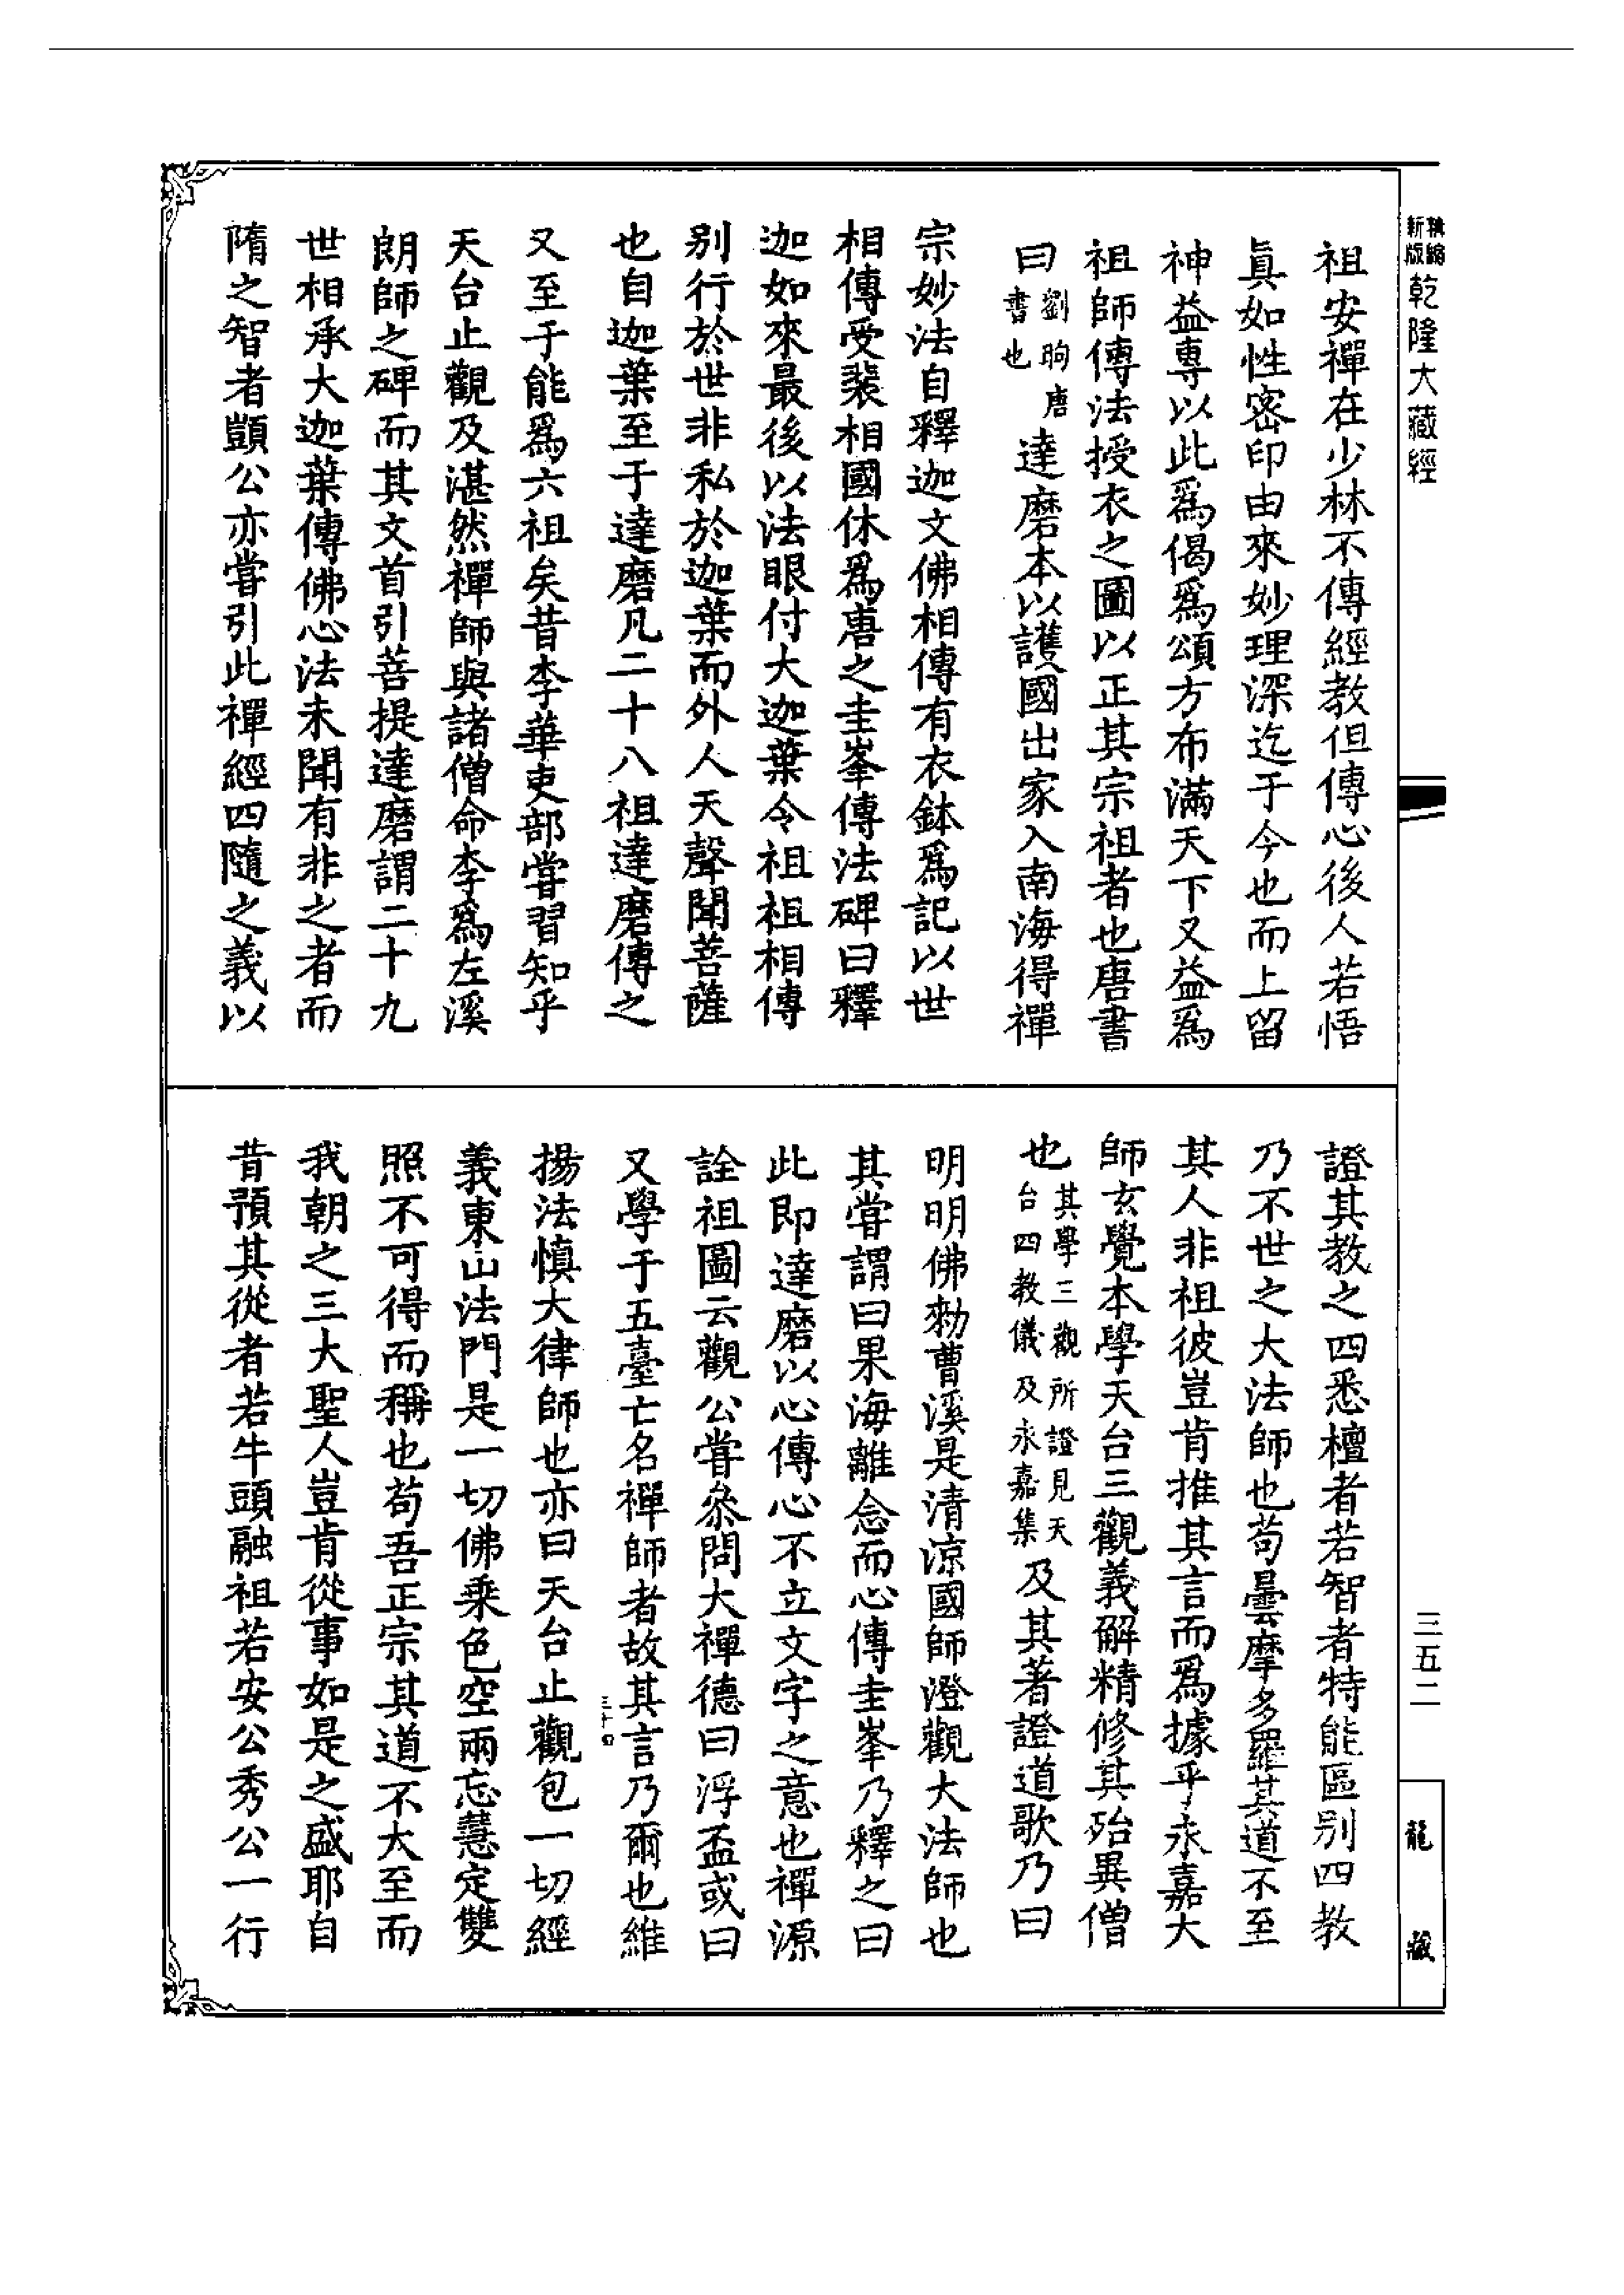 新版精縮乾隆大藏經
祖安禪在少林不傳經教但傳心後人若悟
眞如性密印由來妙理深迄于今也而上留
神益專以此爲偈爲頌方布滿天下又益爲
祖師傳法授衣之圖以正其宗祖者也唐書
曰劉昫唐書也達磨本以護國出家入南海得禪
宗妙法自釋迦文佛相傳有衣鉢爲記以世
相傳受裴相國休爲唐之圭峯傳法碑曰釋
迦如來最後以法眼付大迦葉令祖祖相傳
別行於世非私於迦葉而外人天聲聞菩薩
也自迦葉至于達磨凡二十八祖達磨傳之
又至于能爲六祖矣昔李華吏部嘗習知乎
天台止觀及湛然禪師與諸僧命李爲左溪
朗師之碑而其文首引菩提達磨謂二十九
世相承大迦葉傳佛心法未聞有非之者而
隋之智者顗公亦嘗引此禪經四隨之義以
證其教之四悉檀者若智者特能區別四教
乃不世之大法師也苟曇摩多羅其道不至
其人非祖彼豈肯推其言而爲據乎永嘉大
師玄覺本學天台三觀義解精修其殆異僧
也其學三觀所證見天台四教儀及永嘉集及其著證道歌乃曰
明明佛勅曹溪是清涼國師澄觀大法師也
其嘗謂曰果海離念而心傳圭峯乃釋之曰
此即達磨以心傳心不立文字之意也禪源
詮祖圖云觀公嘗叅問大禪德曰浮盃或曰
又學于五臺亡名禪師者故其言乃爾也維
三十四
揚法慎大律師也亦曰天台止觀包一切經
義東山法門是一切佛乘色空兩忘慧定雙
照不可得而稱也苟吾正宗其道不大至而
我朝之三大聖人豈肯從事如是之盛耶自
昔預其從者若牛頭融祖若安公秀公一行
三五二
龍藏